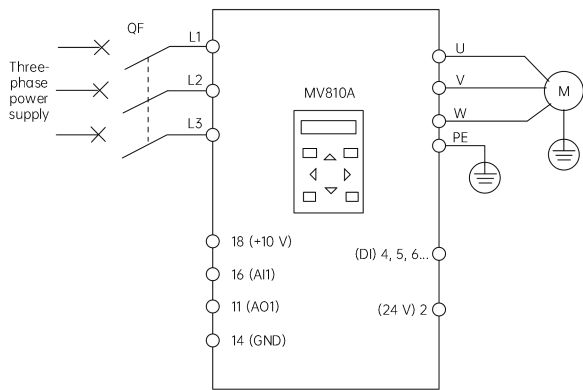 QF
L1
U
Three-
phase
power
supply
L2
V
M
MV810A
L3
W
PE
18 (+10 V)
(DI) 4, 5, 6...
16 (AI1)
11 (AO1)
(24 V) 2
14 (GND)